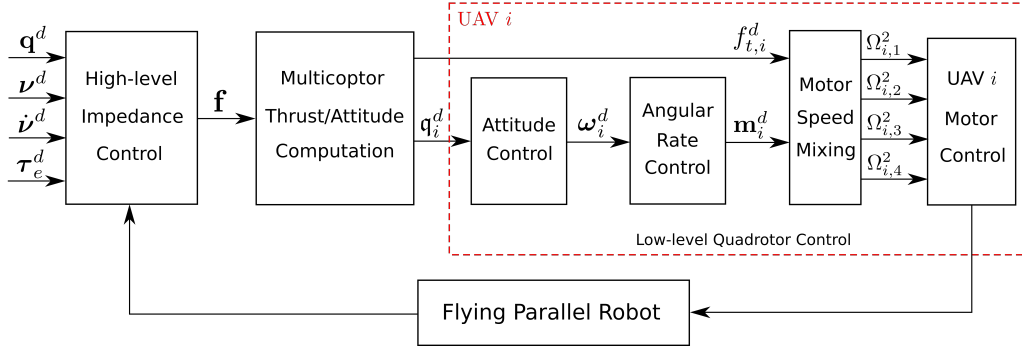 UAV i
q^d
ν^d
ν̇^d
τ_e^d
High-level
Impedance
Control
f
Multicoptor
Thrust/Attitude
Computation
f_{t,i}^d
𝔮_i^d
Attitude
Control
ω_i^d
Angular
Rate
Control
m_i^d
Motor
Speed
Mixing
Ω_{i,1}^2
Ω_{i,2}^2
Ω_{i,3}^2
Ω_{i,4}^2
UAV i
Motor
Control
Low-level Quadrotor Control
Flying Parallel Robot